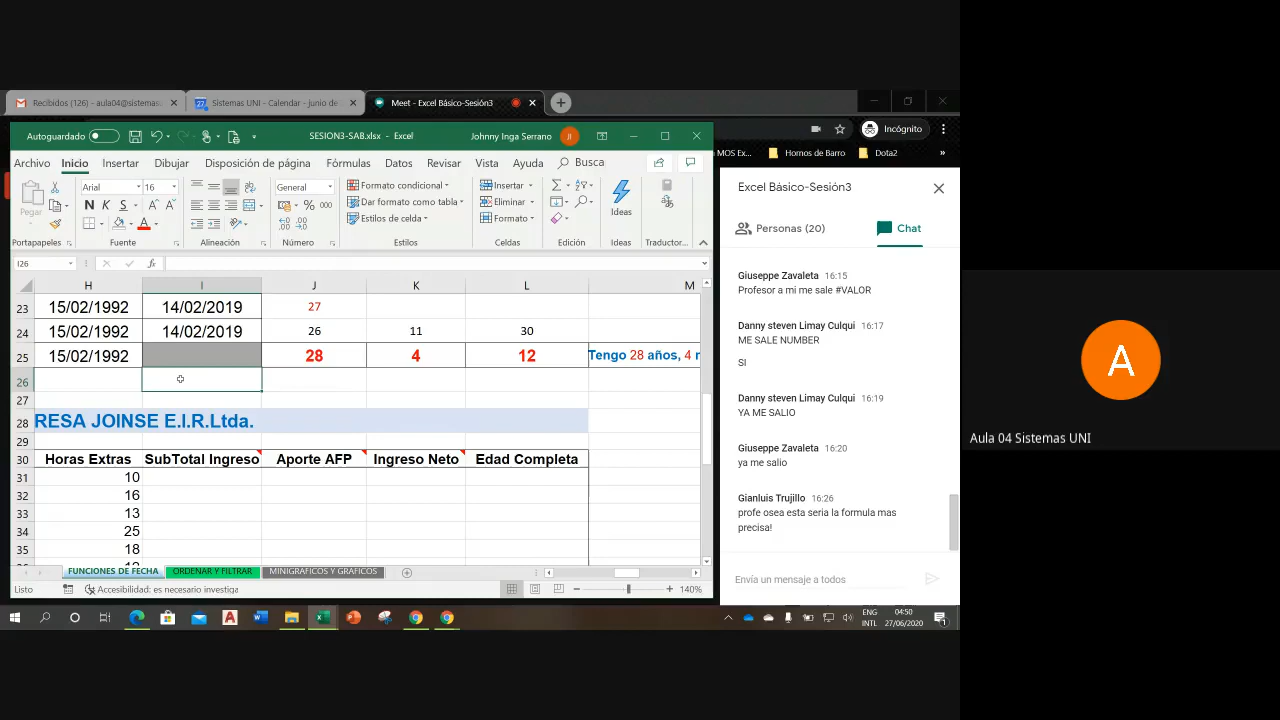 Recibidos (126) - aula04@sistemas
Sistemas UNI - Calendar - junio de
Meet - Excel Básico-Sesión3
Autoguardado
SESION3-SAB.xlsx - Excel
Johnny Inga Serrano
JI
Incógnito
MOS Ex...
Hornos de Barro
Dota2
»
Archivo Inicio Insertar Dibujar Disposición de página Fórmulas Datos Revisar Vista Ayuda Busca
Pegar
Arial 16
N K S
General
Formato condicional
Dar formato como tabla
Estilos de celda
Insertar
Eliminar
Formato
Ideas
Portapapeles Fuente Alineación Número Estilos Celdas Edición Ideas Traductor...
I26
fx
H I J K L M
23 15/02/1992 14/02/2019 27
24 15/02/1992 14/02/2019 26 11 30
25 15/02/1992 28 4 12 Tengo 28 años, 4 m
26
27
28 RESA JOINSE E.I.R.Ltda.
29
30 Horas Extras SubTotal Ingreso Aporte AFP Ingreso Neto Edad Completa
31 10
32 16
33 13
34 25
35 18
FUNCIONES DE FECHA ORDENAR Y FILTRAR MINIGRAFICOS Y GRAFICOS
Listo
Accesibilidad: es necesario investiga
140%
Excel Básico-Sesión3
Personas (20)
Chat
Giuseppe Zavaleta 16:15
Profesor a mi me sale #VALOR
Danny steven Limay Culqui 16:17
ME SALE NUMBER
SI
Danny steven Limay Culqui 16:19
YA ME SALIO
Giuseppe Zavaleta 16:20
ya me salio
Gianluis Trujillo 16:26
profe osea esta seria la formula mas
precisa!
Envía un mensaje a todos
ENG
INTL
04:50
27/06/2020
A
Aula 04 Sistemas UNI